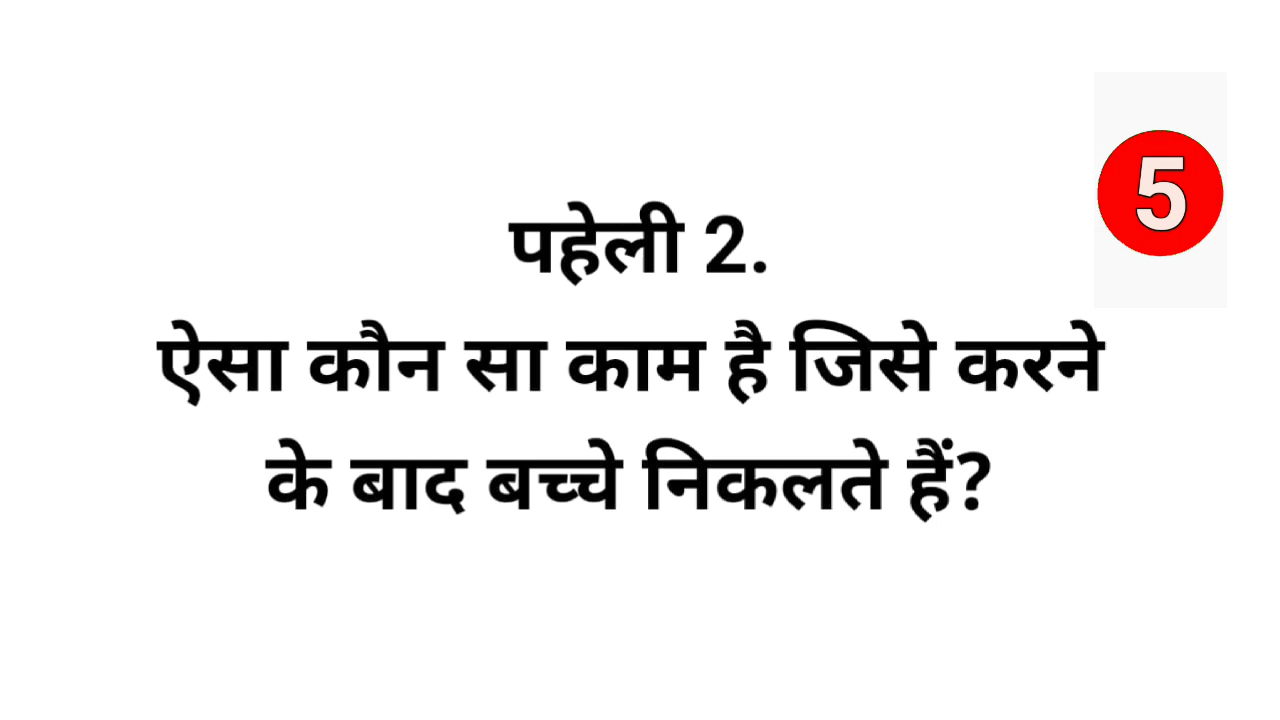 पहेली 2.
5
ऐसा कौन सा काम है जिसे करने
के बाद बच्चे निकलते हैं?